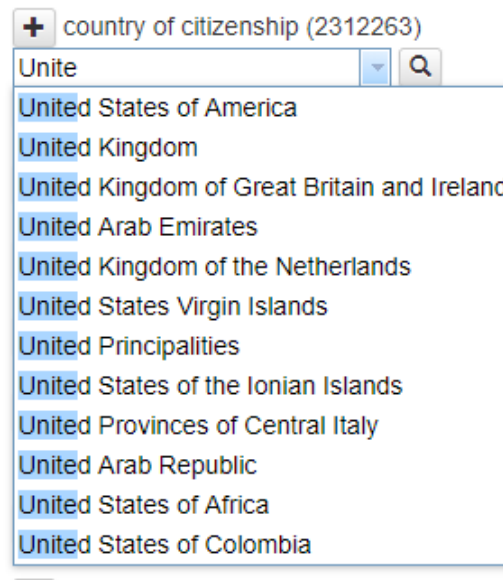 + country of citizenship (2312263)
Unite
United States of America
United Kingdom
United Kingdom of Great Britain and Ireland
United Arab Emirates
United Kingdom of the Netherlands
United States Virgin Islands
United Principalities
United States of the Ionian Islands
United Provinces of Central Italy
United Arab Republic
United States of Africa
United States of Colombia